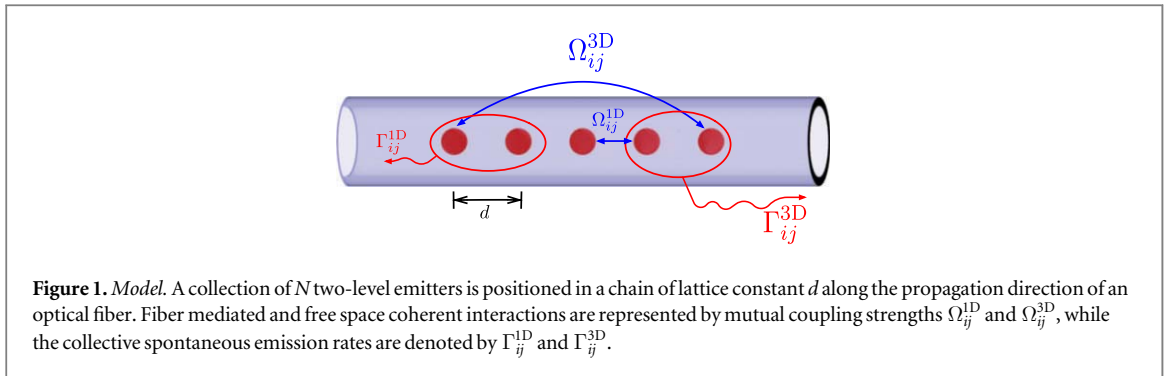 Ω_{ij}^{3D}
Ω_{ij}^{1D}
Γ_{ij}^{1D}
d
Γ_{ij}^{3D}
Figure 1. Model. A collection of N two-level emitters is positioned in a chain of lattice constant d along the propagation direction of an
optical fiber. Fiber mediated and free space coherent interactions are represented by mutual coupling strengths Ω_{ij}^{1D} and Ω_{ij}^{3D}, while
the collective spontaneous emission rates are denoted by Γ_{ij}^{1D} and Γ_{ij}^{3D}.